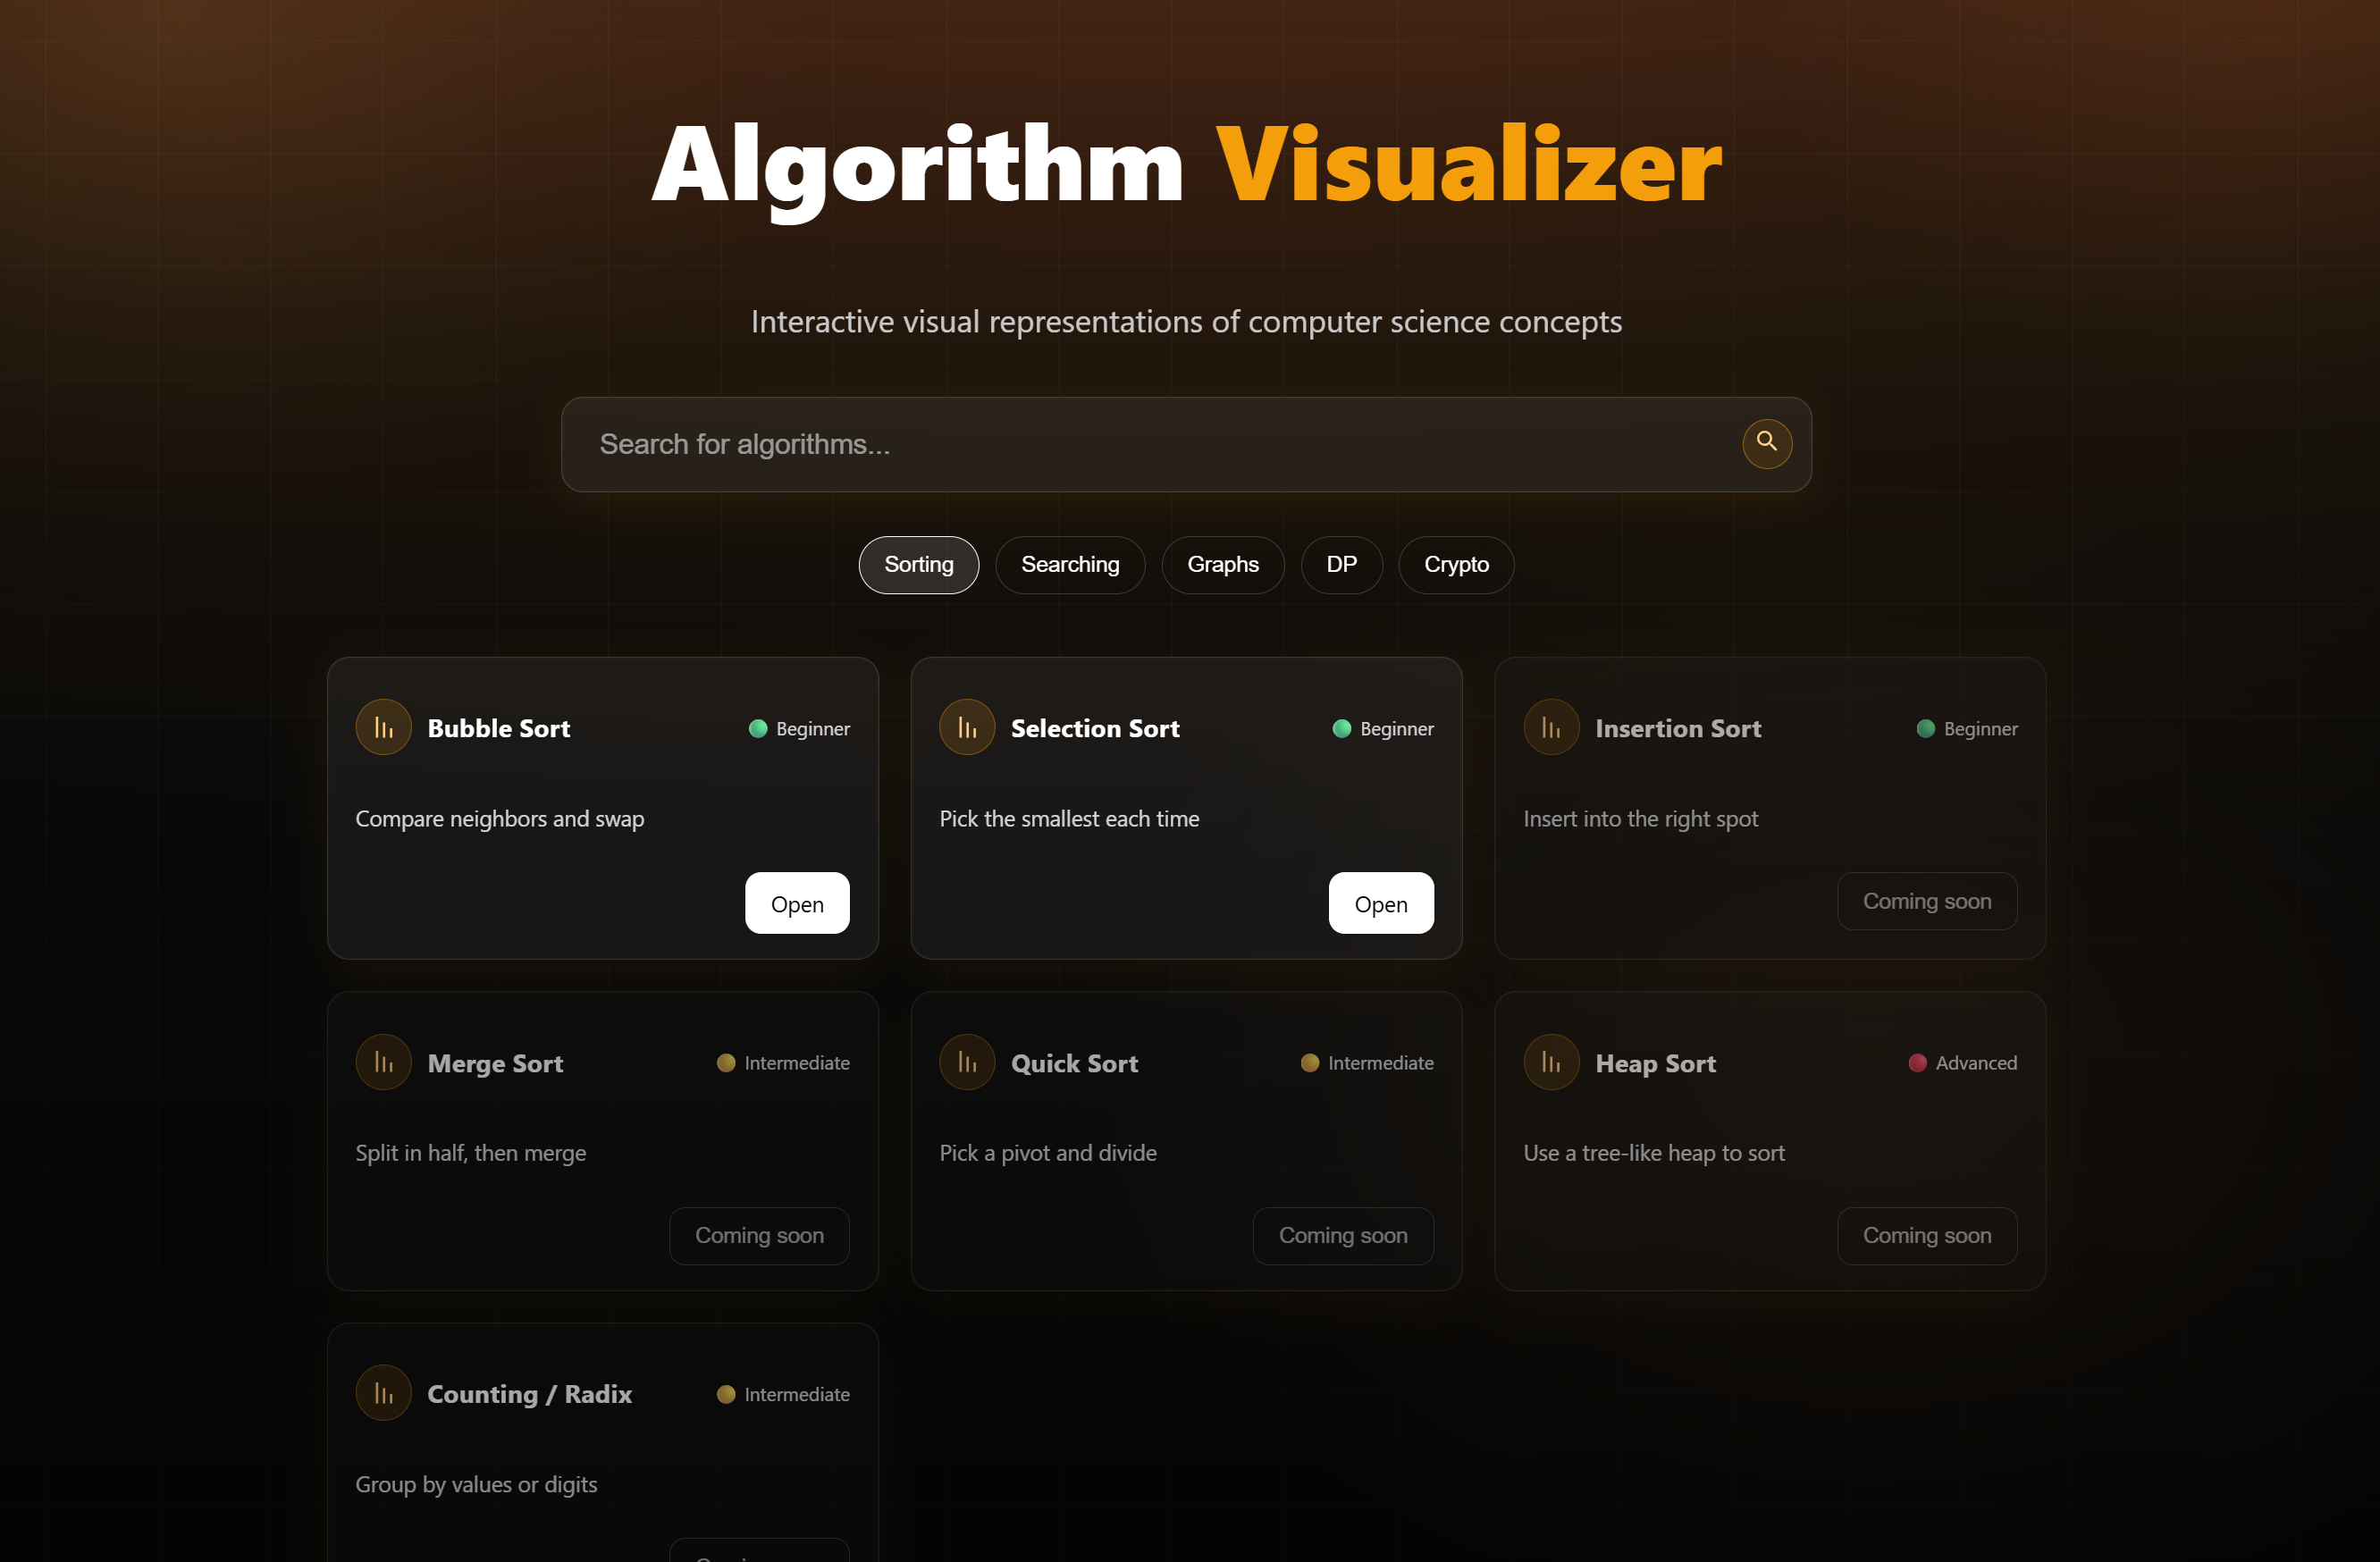 Algorithm Visualizer
Interactive visual representations of computer science concepts
Search for algorithms...
Sorting
Searching
Graphs
DP
Crypto
Bubble Sort
Beginner
Compare neighbors and swap
Open
Selection Sort
Beginner
Pick the smallest each time
Open
Insertion Sort
Beginner
Insert into the right spot
Coming soon
Merge Sort
Intermediate
Split in half, then merge
Coming soon
Quick Sort
Intermediate
Pick a pivot and divide
Coming soon
Heap Sort
Advanced
Use a tree-like heap to sort
Coming soon
Counting / Radix
Intermediate
Group by values or digits